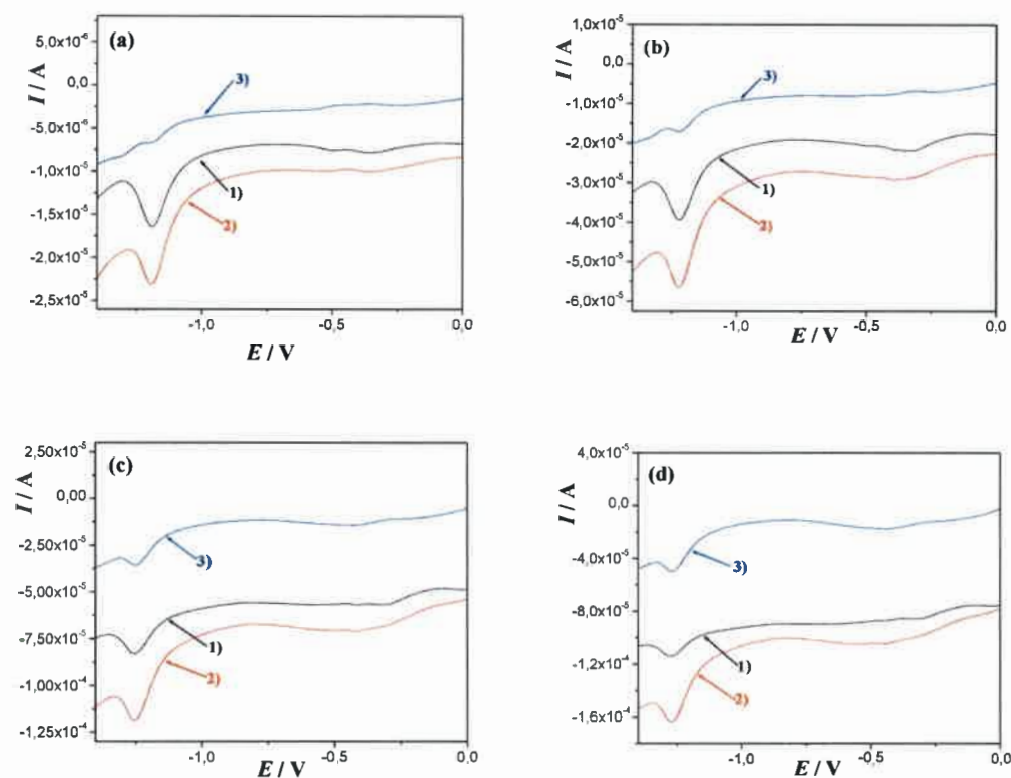 (a)
I / A
5,0x10⁻⁶
0,0
-5,0x10⁻⁶
-1,0x10⁻⁵
-1,5x10⁻⁵
-2,0x10⁻⁵
-2,5x10⁻⁵
3)
1)
2)
-1,0
-0,5
0,0
E / V
(b)
I / A
1,0x10⁻⁵
0,0
-1,0x10⁻⁵
-2,0x10⁻⁵
-3,0x10⁻⁵
-4,0x10⁻⁵
-5,0x10⁻⁵
-6,0x10⁻⁵
3)
1)
2)
-1,0
-0,5
0,0
E / V
(c)
I / A
2,50x10⁻⁵
0,00
-2,50x10⁻⁵
-5,00x10⁻⁵
-7,50x10⁻⁵
-1,00x10⁻⁴
-1,25x10⁻⁴
3)
1)
2)
-1,0
-0,5
0,0
E / V
(d)
I / A
4,0x10⁻⁵
0,0
-4,0x10⁻⁵
-8,0x10⁻⁵
-1,2x10⁻⁴
-1,6x10⁻⁴
3)
1)
2)
-1,0
-0,5
0,0
E / V